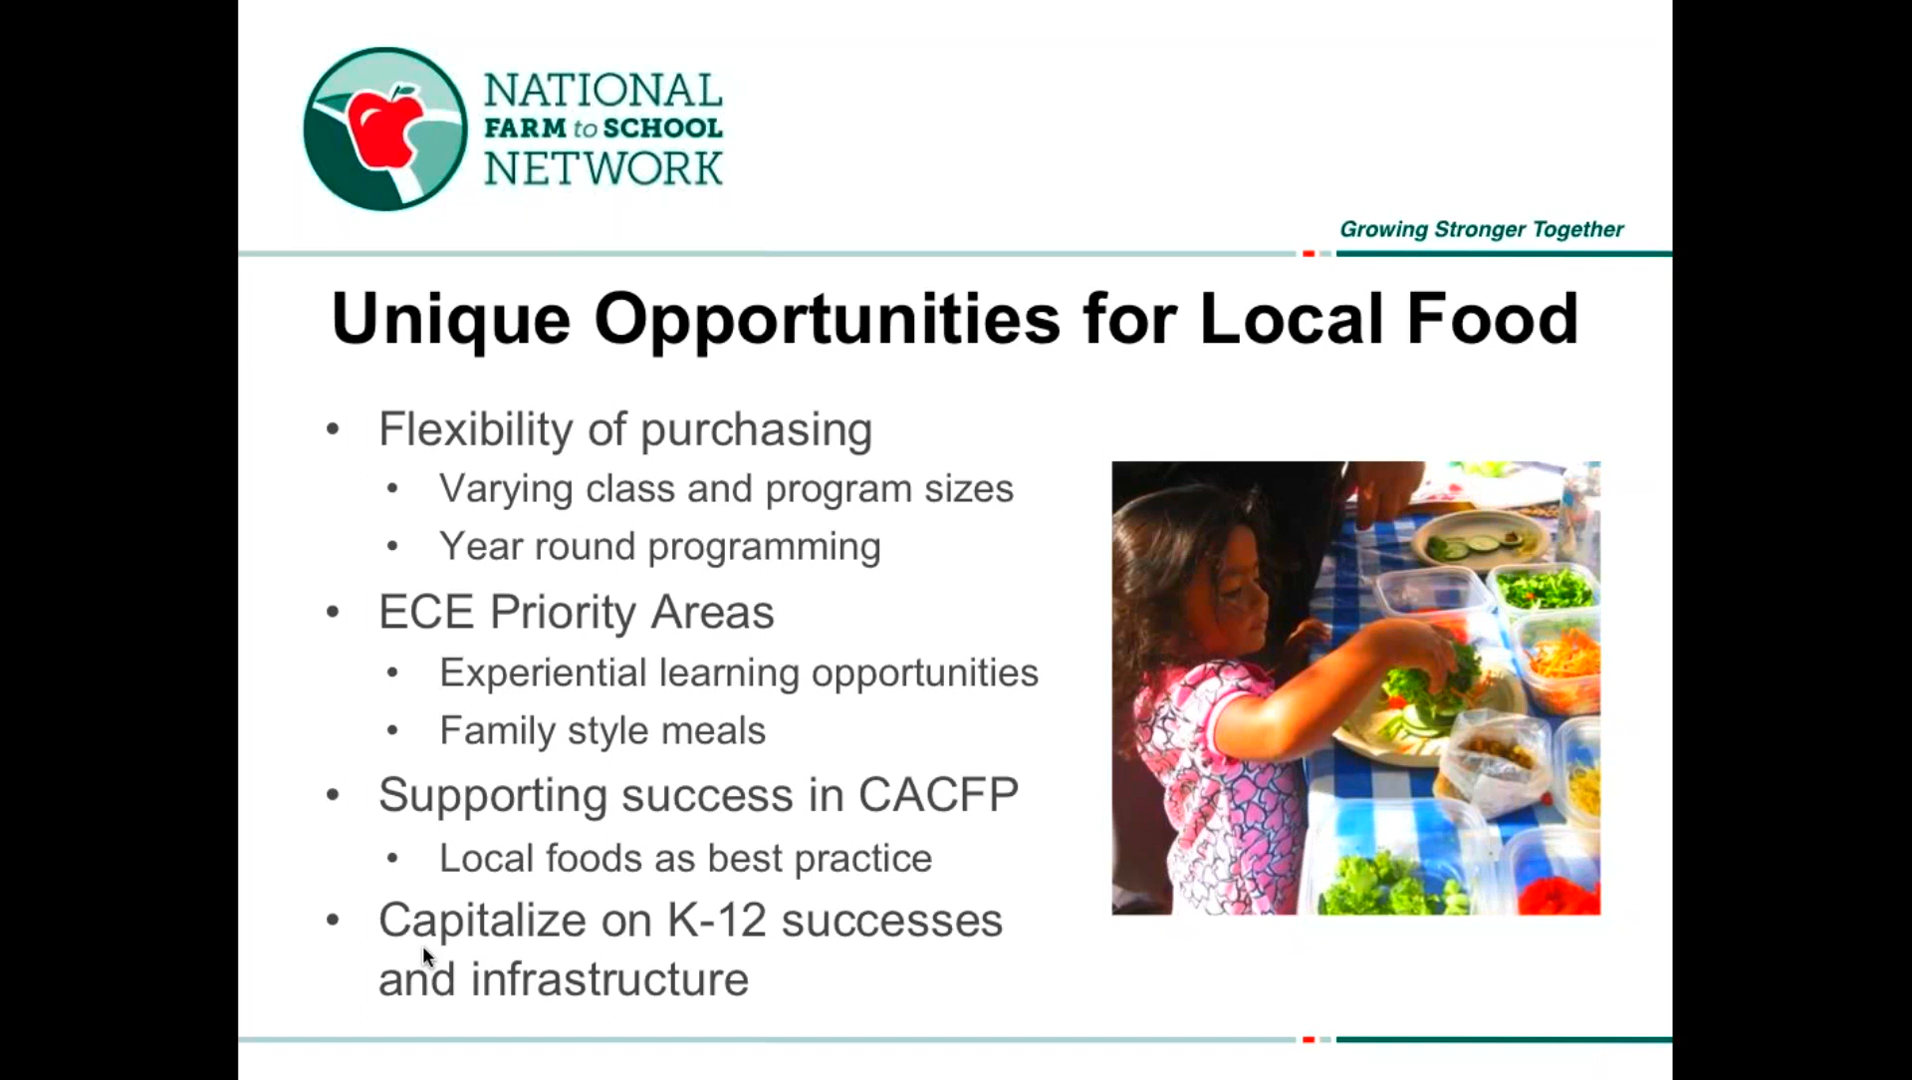 NATIONAL
FARM to SCHOOL
NETWORK
Growing Stronger Together
Unique Opportunities for Local Food
• Flexibility of purchasing
• Varying class and program sizes
• Year round programming
• ECE Priority Areas
• Experiential learning opportunities
• Family style meals
• Supporting success in CACFP
• Local foods as best practice
• Capitalize on K-12 successes
and infrastructure